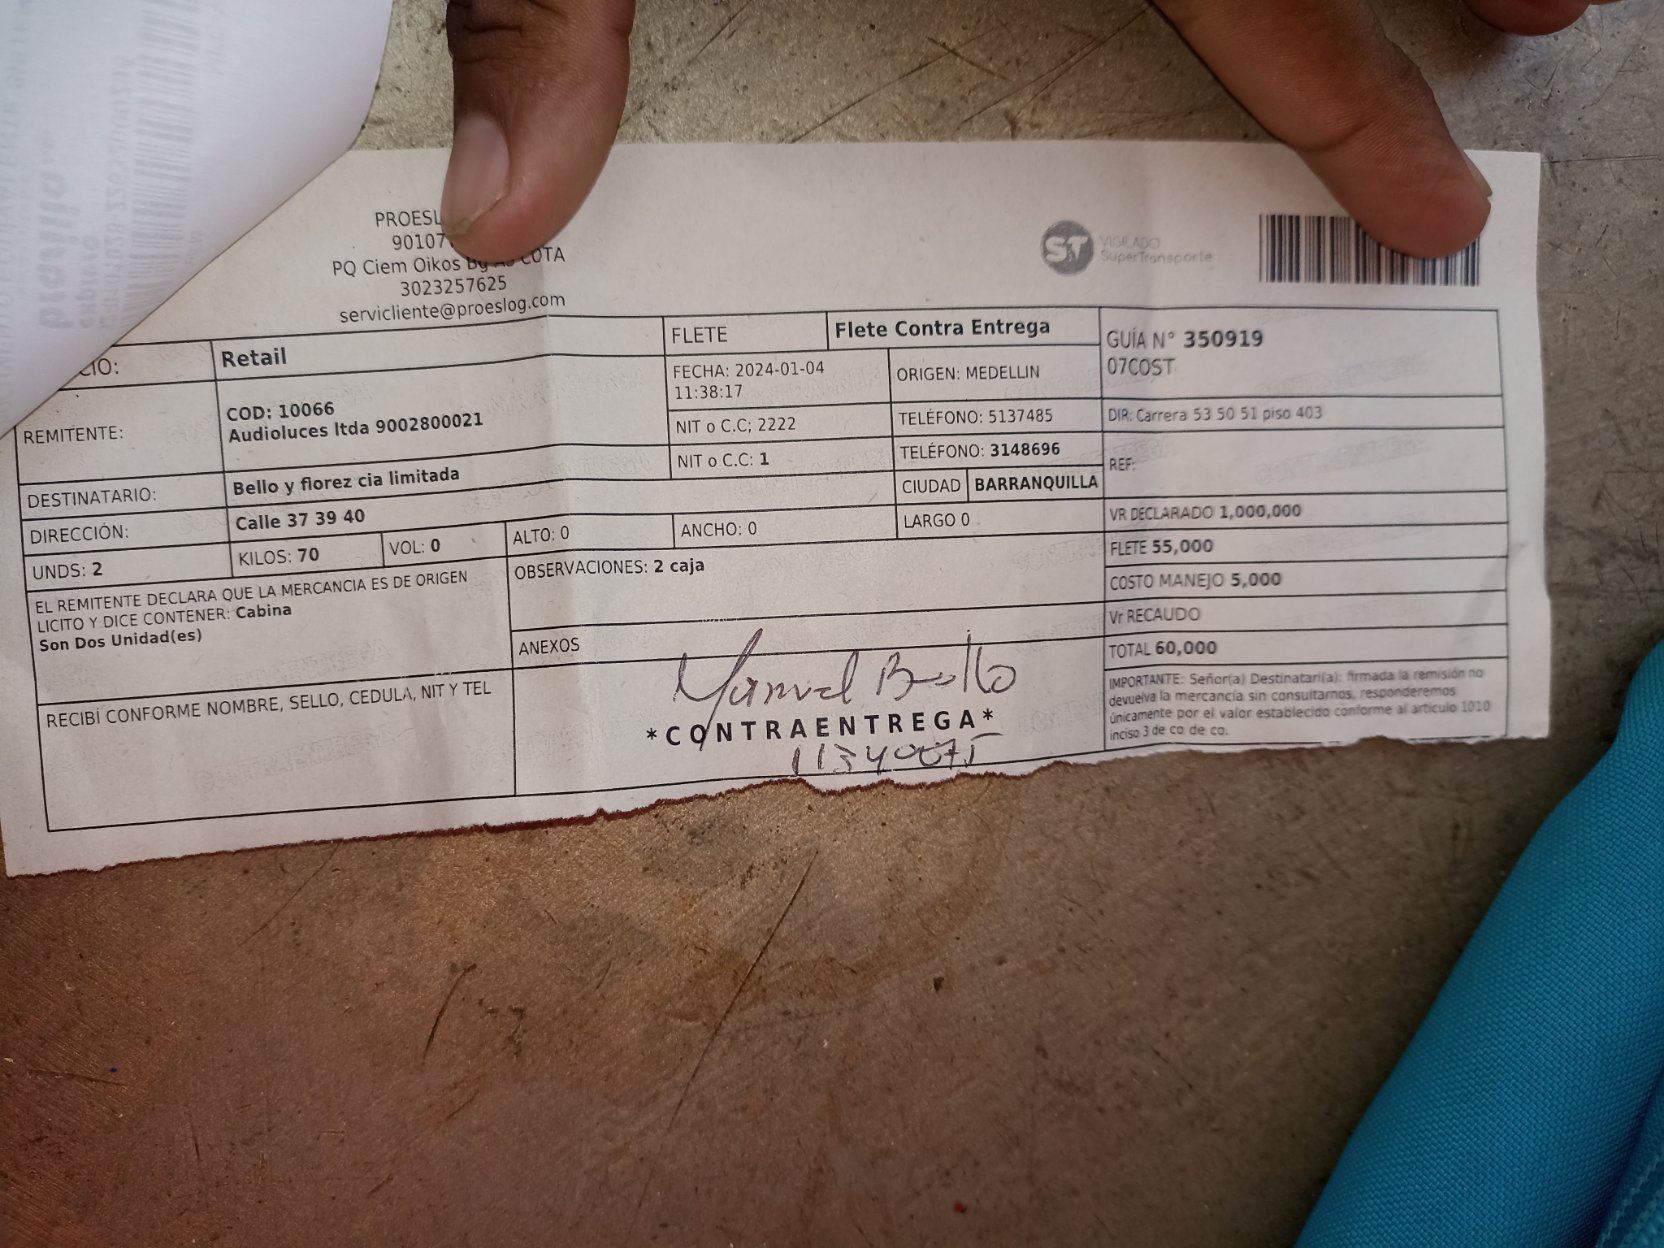 PROESL
90107
PQ Ciem Oikos Bg A5 COTA
3023257625
servicliente@proeslog.com
VIGILADO
SuperTransporte
ST
CIO:
Retail
FLETE
Flete Contra Entrega
GUÍA N° 350919
07COST
REMITENTE:
COD: 10066
Audioluces ltda 9002800021
FECHA: 2024-01-04
11:38:17
ORIGEN: MEDELLIN
NIT o C.C; 2222
TELÉFONO: 5137485
DIR: Carrera 53 50 51 piso 403
DESTINATARIO:
Bello y florez cia limitada
NIT o C.C: 1
TELÉFONO: 3148696
REF:
DIRECCIÓN:
Calle 37 39 40
CIUDAD
BARRANQUILLA
UNDS: 2
KILOS: 70
VOL: 0
ALTO: 0
ANCHO: 0
LARGO 0
VR DECLARADO 1,000,000
FLETE 55,000
COSTO MANEJO 5,000
Vr RECAUDO
TOTAL 60,000
EL REMITENTE DECLARA QUE LA MERCANCIA ES DE ORIGEN
LICITO Y DICE CONTENER: Cabina
Son Dos Unidad(es)
OBSERVACIONES: 2 caja
ANEXOS
RECIBÍ CONFORME NOMBRE, SELLO, CEDULA, NIT Y TEL
Manuel Bello
*CONTRAENTREGA*
IMPORTANTE: Señor(a) Destinatari(a): firmada la remisión no
devuelva la mercancía sin consultarnos, responderemos
únicamente por el valor establecido conforme al artículo 1010
inciso 3 de co de co.